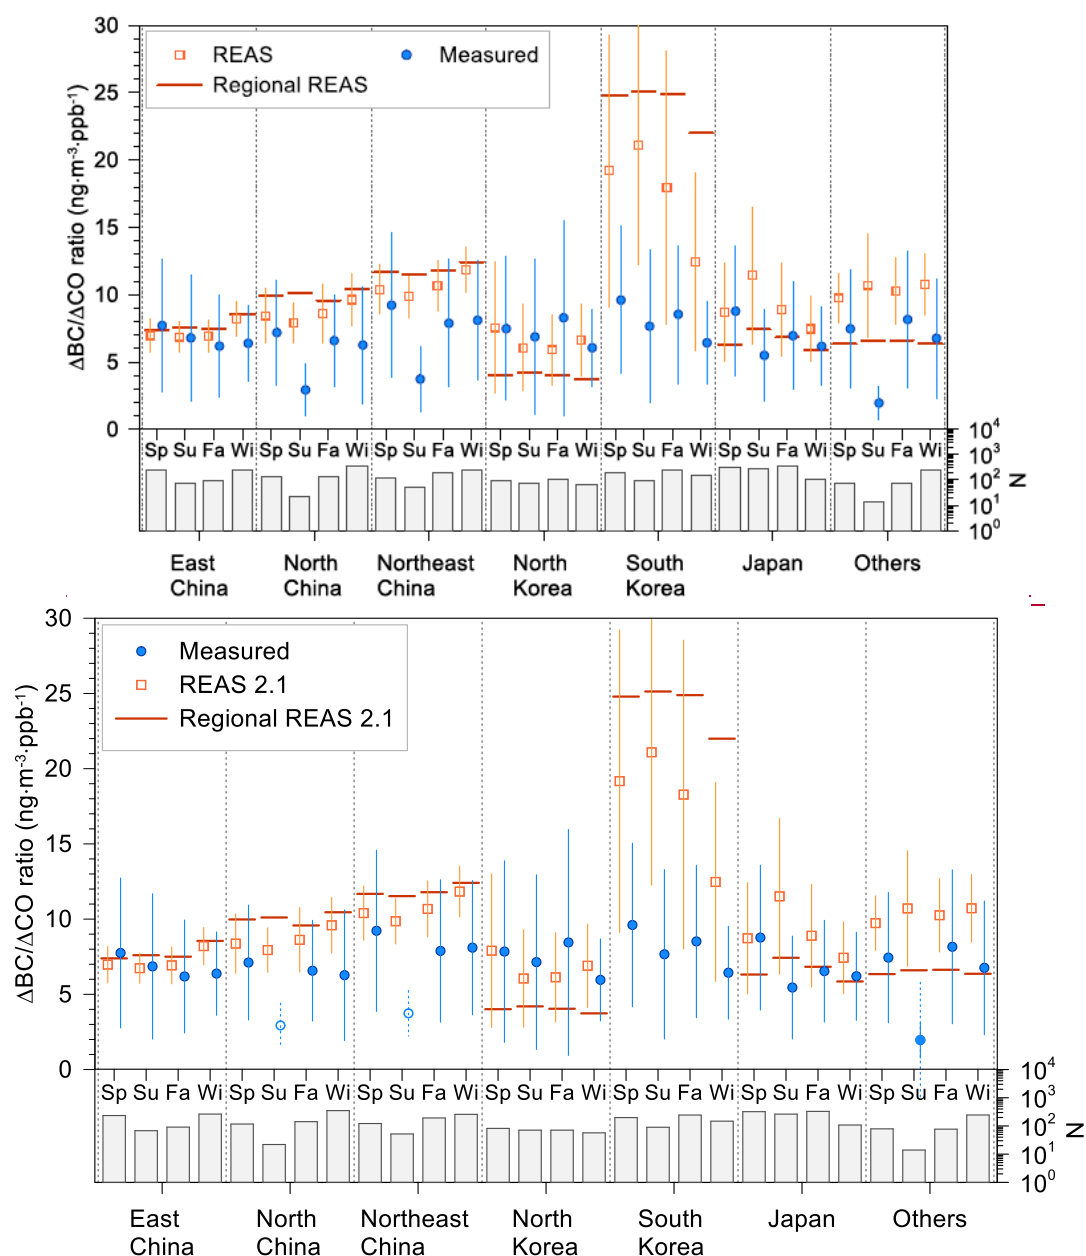 30
REAS
Measured
Regional REAS
25
20
15
10
5
0
ΔBC/ΔCO ratio (ng·m⁻³·ppb⁻¹)
Sp Su Fa Wi Sp Su Fa Wi Sp Su Fa Wi Sp Su Fa Wi Sp Su Fa Wi Sp Su Fa Wi Sp Su Fa Wi
10⁴
10³
10²
10¹
10⁰
N
East China
North China
Northeast China
North Korea
South Korea
Japan
Others
30
Measured
REAS 2.1
Regional REAS 2.1
25
20
15
10
5
0
ΔBC/ΔCO ratio (ng·m⁻³·ppb⁻¹)
Sp Su Fa Wi Sp Su Fa Wi Sp Su Fa Wi Sp Su Fa Wi Sp Su Fa Wi Sp Su Fa Wi Sp Su Fa Wi
10⁴
10³
10²
10¹
10⁰
N
East China
North China
Northeast China
North Korea
South Korea
Japan
Others